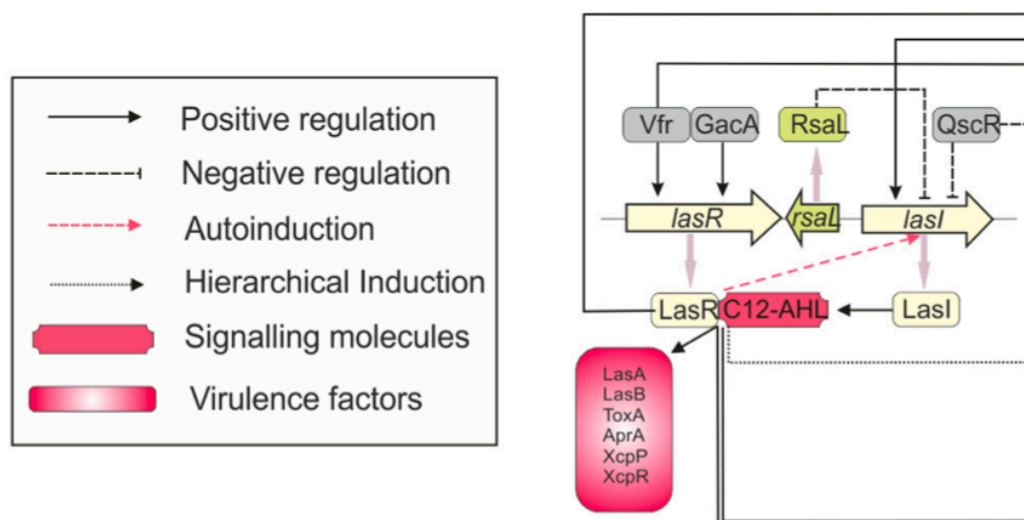 Positive regulation
Negative regulation
Autoinduction
Hierarchical Induction
Signalling molecules
Virulence factors
Vfr GacA RsaL QscR
lasR rsaL lasI
LasR C12-AHL LasI
LasA
LasB
ToxA
AprA
XcpP
XcpR